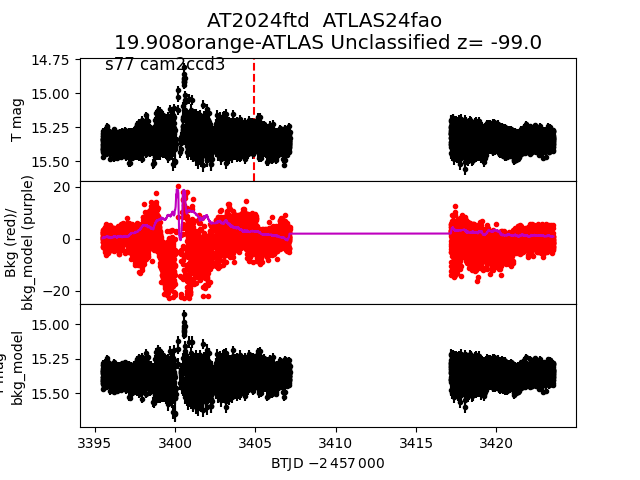 AT2024ftd  ATLAS24fao
19.908orange-ATLAS Unclassified z= -99.0
s77 cam2ccd3
T mag
14.75
15.00
15.25
15.50
Bkg (red)/
bkg_model (purple)
20
0
−20
bkg_model
15.00
15.25
15.50
3395
3400
3405
3410
3415
3420
BTJD −2 457 000